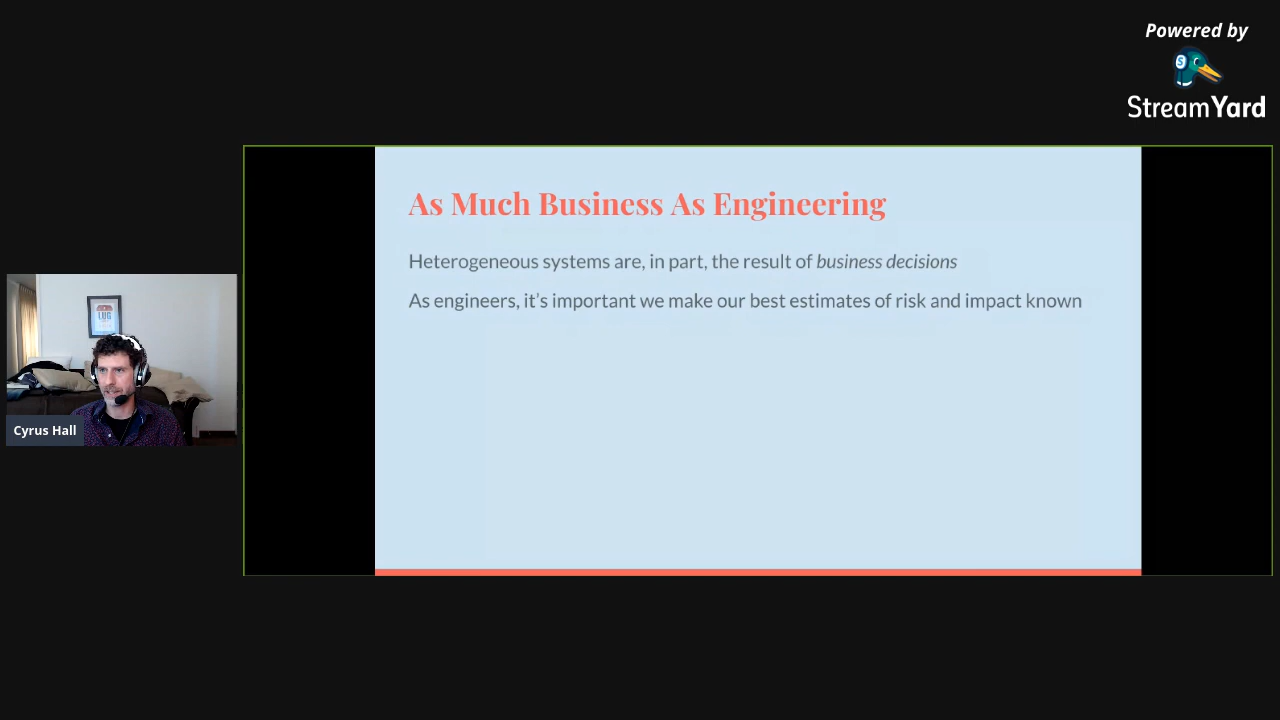 Powered by
StreamYard
As Much Business As Engineering
Heterogeneous systems are, in part, the result of business decisions
As engineers, it's important we make our best estimates of risk and impact known
Cyrus Hall